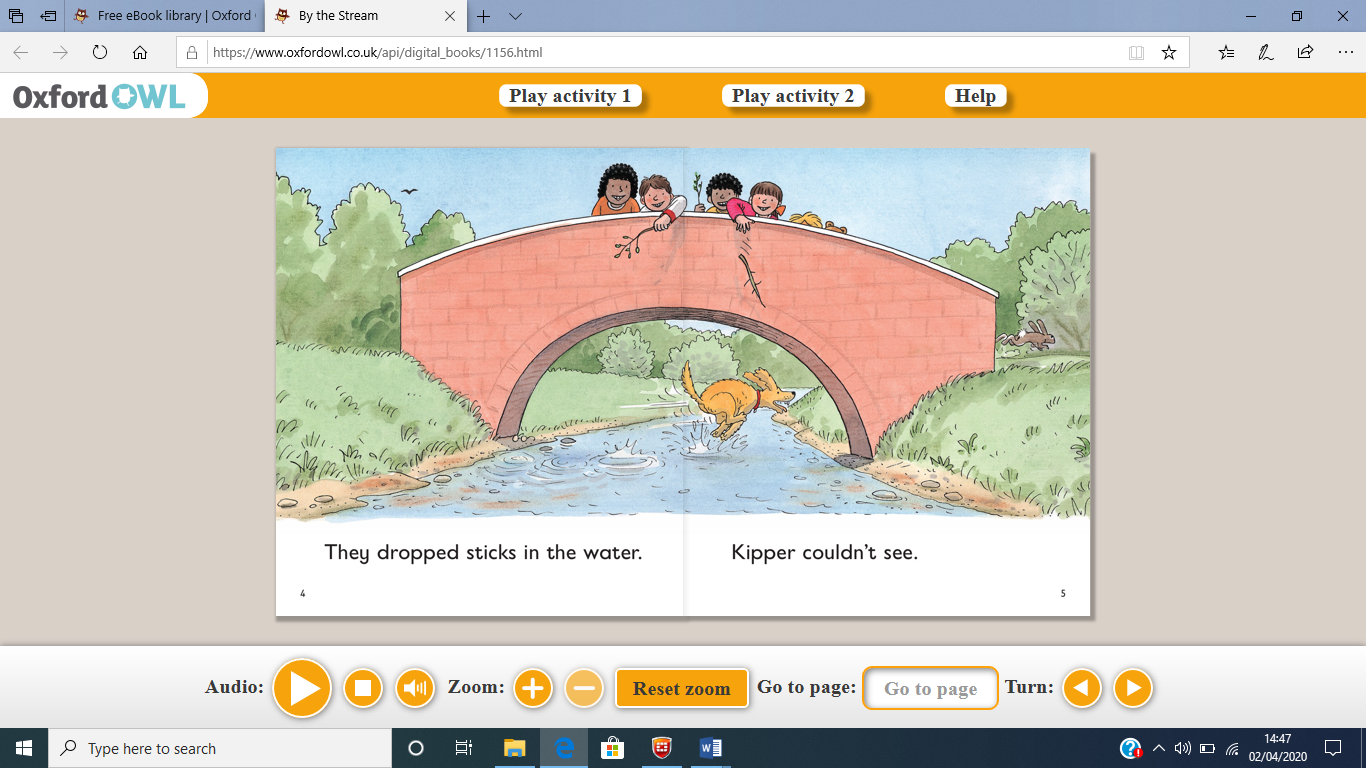 Free eBook library | Oxford
By the Stream
https://www.oxfordowl.co.uk/api/digital_books/1156.html
Oxford OWL
Play activity 1
Play activity 2
Help
They dropped sticks in the water.
Kipper couldn't see.
4
5
Audio:
Zoom:
Reset zoom
Go to page:
Go to page
Turn:
Type here to search
14:47
02/04/2020